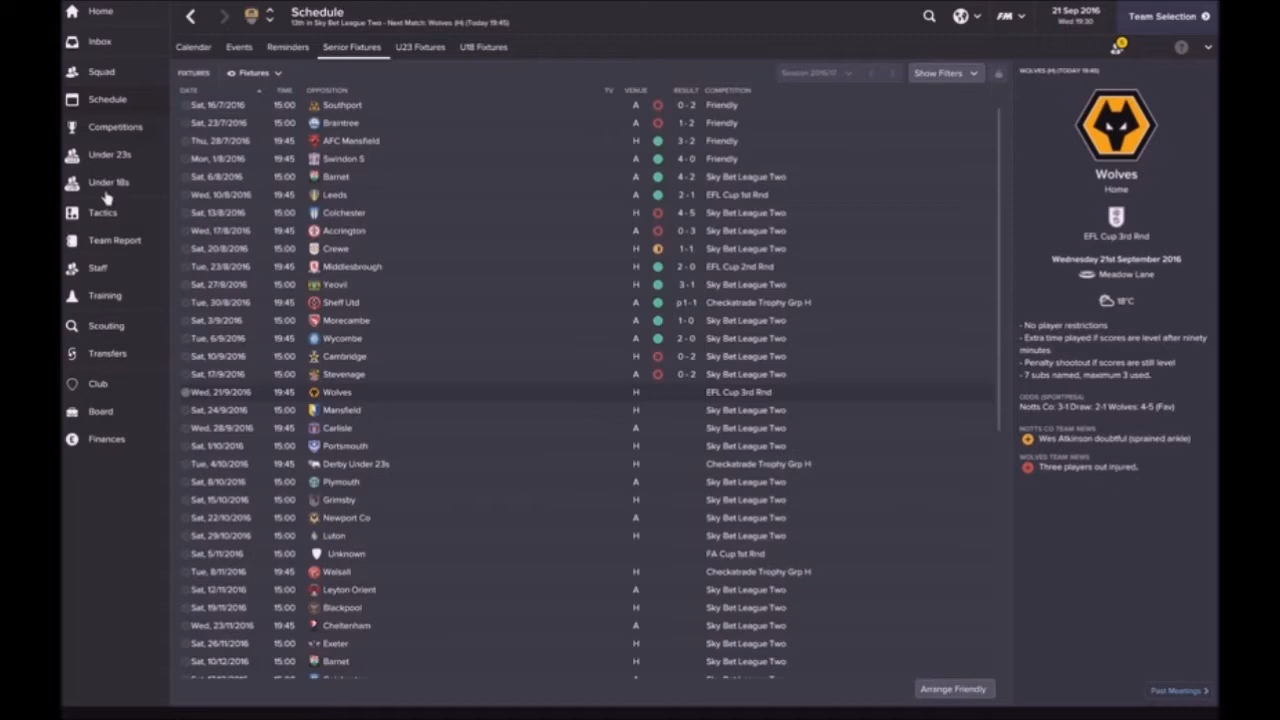 Home
Inbox
Squad
Schedule
Competitions
Under 23s
Under 18s
Tactics
Team Report
Staff
Training
Scouting
Transfers
Club
Board
Finances
Schedule
13th in Sky Bet League Two - Next Match: Wolves (H) (Today 19:45)
FM
21 Sep 2016
Wed 19:30
Team Selection
Calendar Events Reminders Senior Fixtures U23 Fixtures U18 Fixtures
FIXTURES Fixtures Season 2016/17 Show Filters
DATE TIME OPPOSITION TV VENUE RESULT COMPETITION
Sat, 16/7/2016 15:00 Southport A 0 - 2 Friendly
Sat, 23/7/2016 15:00 Braintree A 1 - 2 Friendly
Thu, 28/7/2016 19:45 AFC Mansfield H 3 - 2 Friendly
Mon, 1/8/2016 19:45 Swindon S A 4 - 0 Friendly
Sat, 6/8/2016 15:00 Barnet A 4 - 2 Sky Bet League Two
Wed, 10/8/2016 19:45 Leeds H 2 - 1 EFL Cup 1st Rnd
Sat, 13/8/2016 15:00 Colchester H 4 - 5 Sky Bet League Two
Wed, 17/8/2016 19:45 Accrington A 0 - 3 Sky Bet League Two
Sat, 20/8/2016 15:00 Crewe H 1 - 1 Sky Bet League Two
Tue, 23/8/2016 19:45 Middlesbrough H 2 - 0 EFL Cup 2nd Rnd
Sat, 27/8/2016 15:00 Yeovil H 3 - 1 Sky Bet League Two
Tue, 30/8/2016 19:45 Sheff Utd A p 1 - 1 Checkatrade Trophy Grp H
Sat, 3/9/2016 15:00 Morecambe A 1 - 0 Sky Bet League Two
Tue, 6/9/2016 19:45 Wycombe A 2 - 0 Sky Bet League Two
Sat, 10/9/2016 15:00 Cambridge H 0 - 2 Sky Bet League Two
Sat, 17/9/2016 15:00 Stevenage A 0 - 2 Sky Bet League Two
Wed, 21/9/2016 19:45 Wolves H EFL Cup 3rd Rnd
Sat, 24/9/2016 15:00 Mansfield H Sky Bet League Two
Wed, 28/9/2016 19:45 Carlisle A Sky Bet League Two
Sat, 1/10/2016 15:00 Portsmouth H Sky Bet League Two
Tue, 4/10/2016 19:45 Derby Under 23s H Checkatrade Trophy Grp H
Sat, 8/10/2016 15:00 Plymouth A Sky Bet League Two
Sat, 15/10/2016 15:00 Grimsby H Sky Bet League Two
Sat, 22/10/2016 15:00 Newport Co A Sky Bet League Two
Sat, 29/10/2016 15:00 Luton H Sky Bet League Two
Sat, 5/11/2016 15:00 Unknown FA Cup 1st Rnd
Tue, 8/11/2016 19:45 Walsall H Checkatrade Trophy Grp H
Sat, 12/11/2016 15:00 Leyton Orient A Sky Bet League Two
Sat, 19/11/2016 15:00 Blackpool H Sky Bet League Two
Wed, 23/11/2016 19:45 Cheltenham A Sky Bet League Two
Sat, 26/11/2016 15:00 Exeter H Sky Bet League Two
Sat, 10/12/2016 15:00 Barnet H Sky Bet League Two
Arrange Friendly
WOLVES (H) (TODAY 19:45)
Wolves
Home
EFL Cup 3rd Rnd
Wednesday 21st September 2016
Meadow Lane
18°C
- No player restrictions
- Extra time played if scores are level after ninety
minutes
- Penalty shootout if scores are still level
- 7 subs named, maximum 3 used.
ODDS (SPORTPESA)
Notts Co: 3-1 Draw: 2-1 Wolves: 4-5 (Fav)
NOTTS CO TEAM NEWS
Wes Atkinson doubtful (sprained ankle)
WOLVES TEAM NEWS
Three players out injured.
Past Meetings